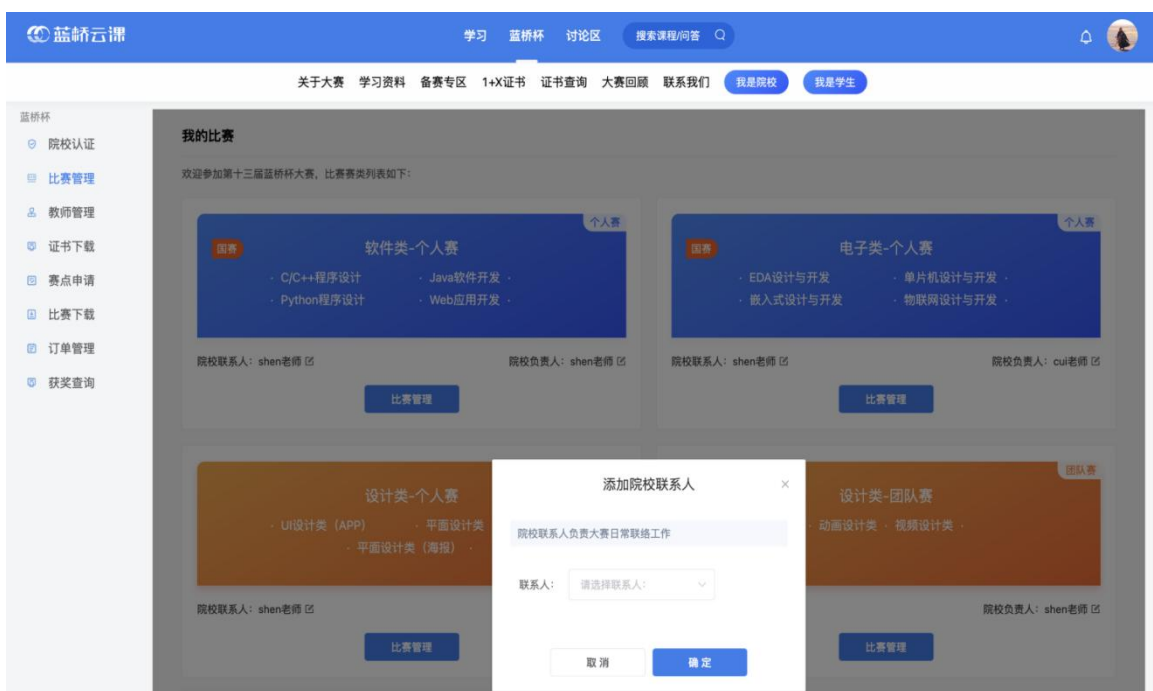 蓝桥云课
学习 蓝桥杯 讨论区 搜索课程/问答
关于大赛 学习资料 备赛专区 1+X证书 证书查询 大赛回顾 联系我们 我是院校 我是学生
蓝桥杯
院校认证
比赛管理
教师管理
证书下载
赛点申请
比赛下载
订单管理
获奖查询
我的比赛
欢迎参加第十三届蓝桥杯大赛，比赛赛类列表如下：
个人赛
国赛 软件类-个人赛
· C/C++程序设计 · Java软件开发 ·
· Python程序设计 · Web应用开发 ·
院校联系人：shen老师 院校负责人：shen老师
比赛管理
个人赛
国赛 电子类-个人赛
· EDA设计与开发 · 单片机设计与开发 ·
· 嵌入式设计与开发 · 物联网设计与开发 ·
院校联系人：shen老师 院校负责人：cui老师
比赛管理
设计类-个人赛
· UI设计类（APP） · 平面设计类
· 平面设计类（海报） ·
院校联系人：shen老师
比赛管理
团队赛
设计类-团队赛
· 动画设计类 · 视频设计类 ·
院校负责人：shen老师
比赛管理
添加院校联系人 ×
院校联系人负责大赛日常联络工作
联系人： 请选择联系人：
取消 确定